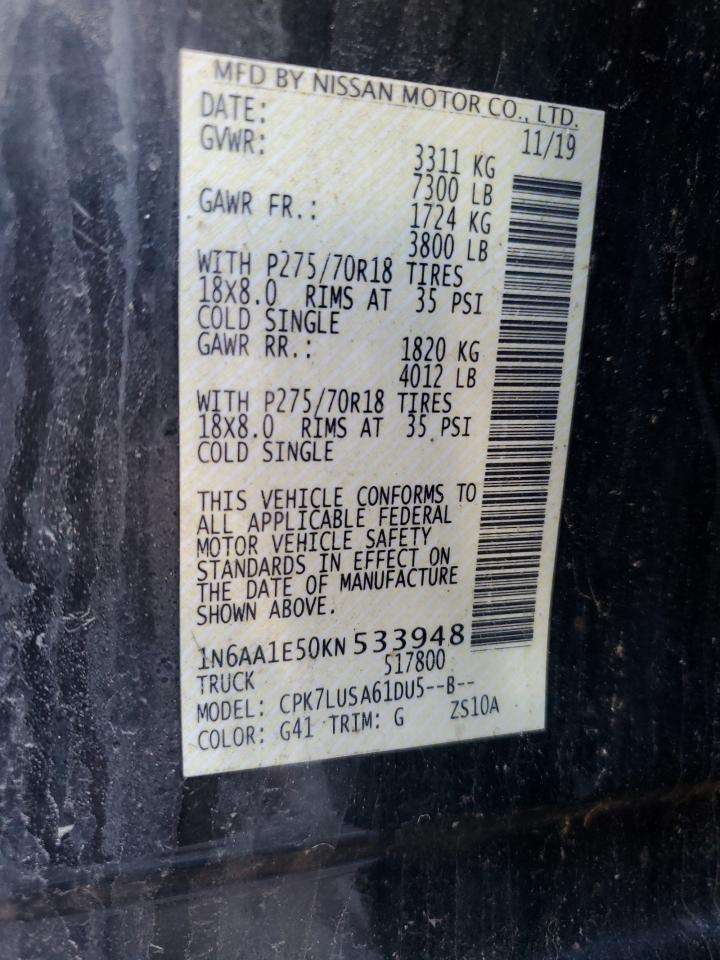 MFD BY NISSAN MOTOR CO., LTD.
DATE: 11/19
GVWR: 3311 KG
7300 LB
GAWR FR.: 1724 KG
3800 LB
WITH P275/70R18 TIRES
18X8.0 RIMS AT 35 PSI
COLD SINGLE
GAWR RR.: 1820 KG
4012 LB
WITH P275/70R18 TIRES
18X8.0 RIMS AT 35 PSI
COLD SINGLE
THIS VEHICLE CONFORMS TO
ALL APPLICABLE FEDERAL
MOTOR VEHICLE SAFETY
STANDARDS IN EFFECT ON
THE DATE OF MANUFACTURE
SHOWN ABOVE.
1N6AA1E50KN533948
TRUCK 517800
MODEL: CPK7LUSA61DU5--B--
COLOR: G41 TRIM: G ZS10A